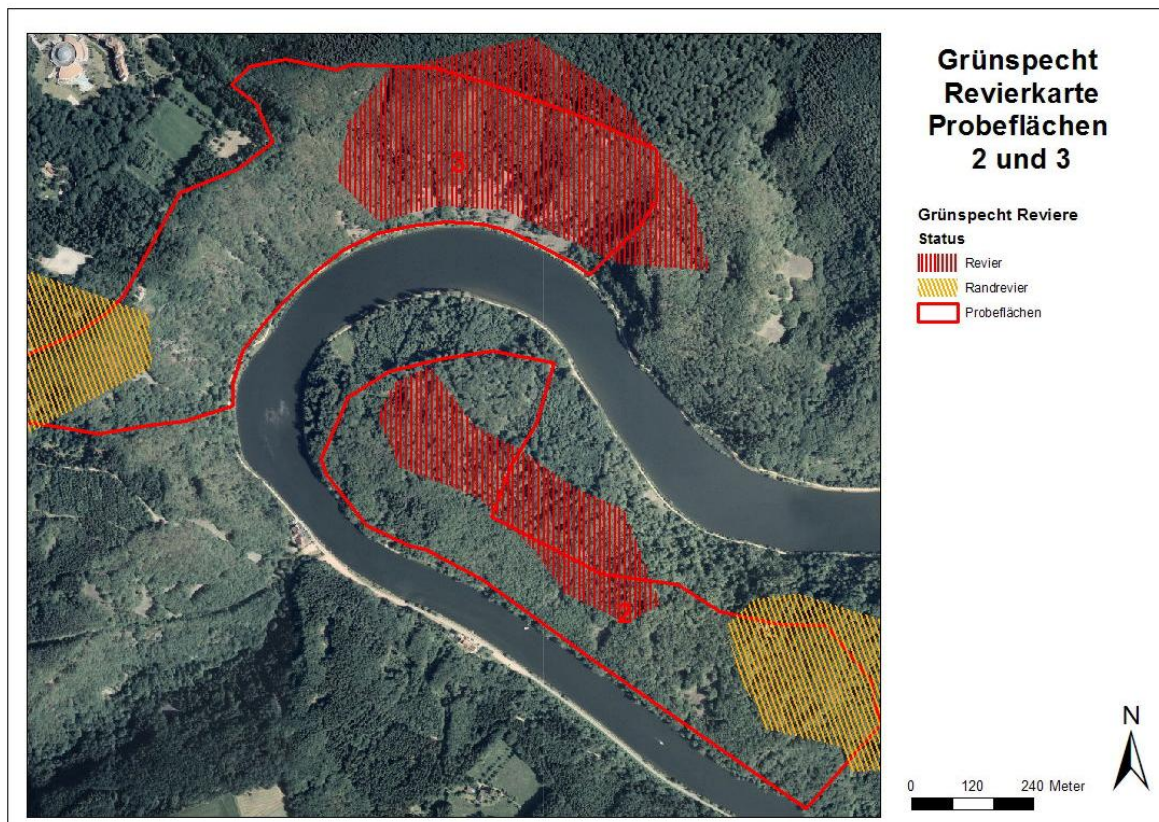 Grünspecht
Revierkarte
Probeflächen
2 und 3
Grünspecht Reviere
Status
Revier
Randrevier
Probeflächen
3
2
N
0 120 240 Meter